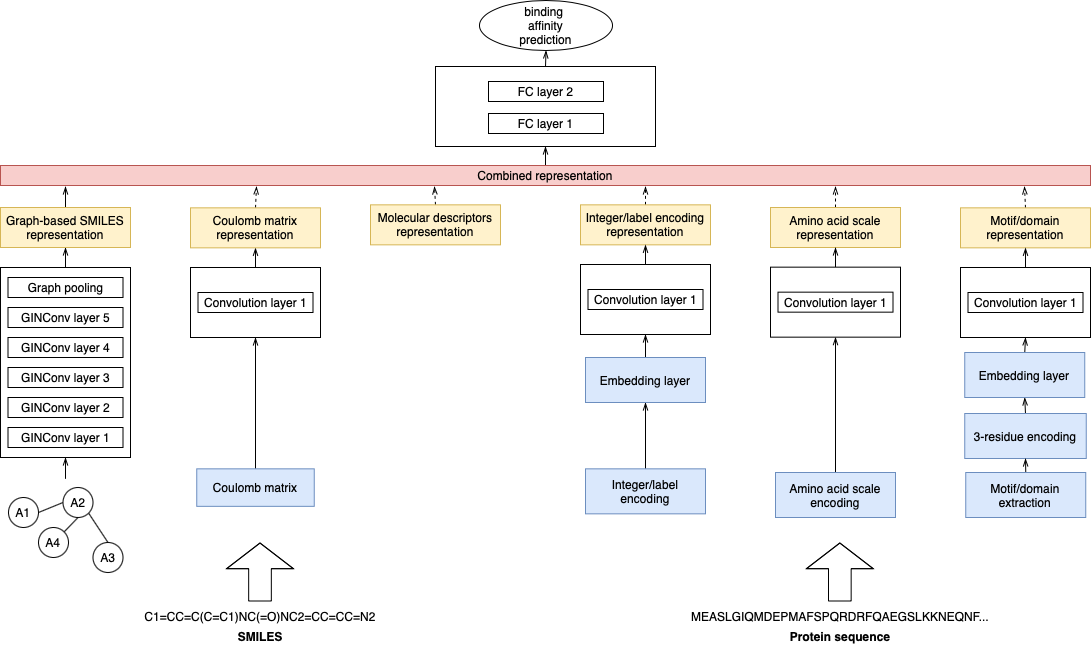 binding
affinity
prediction
FC layer 2
FC layer 1
Combined representation
Graph-based SMILES
representation
Coulomb matrix
representation
Molecular descriptors
representation
Integer/label encoding
representation
Amino acid scale
representation
Motif/domain
representation
Graph pooling
GINConv layer 5
GINConv layer 4
GINConv layer 3
GINConv layer 2
GINConv layer 1
A1
A2
A4
A3
Convolution layer 1
Coulomb matrix
Convolution layer 1
Embedding layer
Integer/label
encoding
Convolution layer 1
Amino acid scale
encoding
Convolution layer 1
Embedding layer
3-residue encoding
Motif/domain
extraction
C1=CC=C(C=C1)NC(=O)NC2=CC=CC=N2
SMILES
MEASLGIQMDEPMAFSPQRDRFQAEGSLKKNEQNF...
Protein sequence